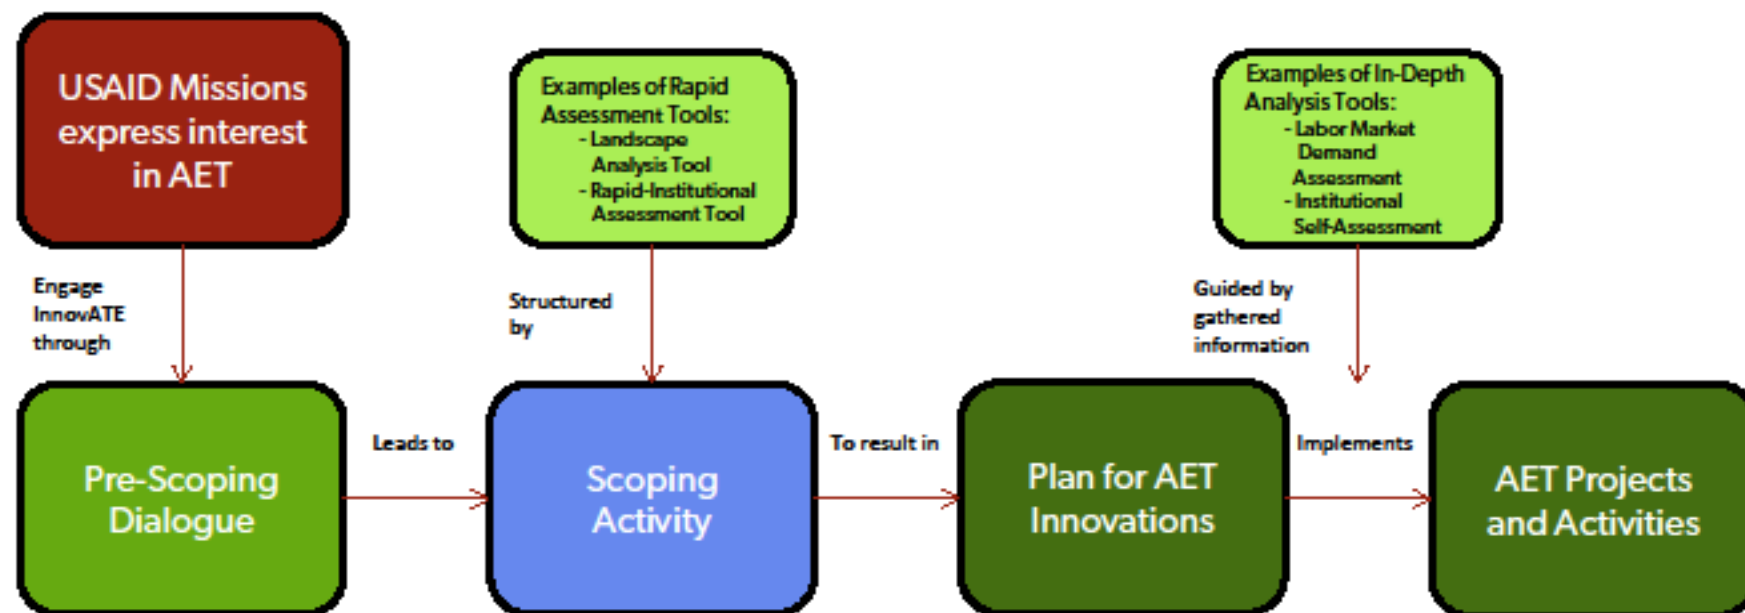 USAID Missions
express interest
in AET
Examples of Rapid
Assessment Tools:
- Landscape
Analysis Tool
- Rapid-Institutional
Assessment Tool
Examples of In-Depth
Analysis Tools:
- Labor Market
Demand
Assessment
- Institutional
Self-Assessment
Engage
InnovATE
through
Structured
by
Guided by
gathered
information
Pre-Scoping
Dialogue
Leads to
Scoping
Activity
To result in
Plan for AET
Innovations
Implements
AET Projects
and Activities